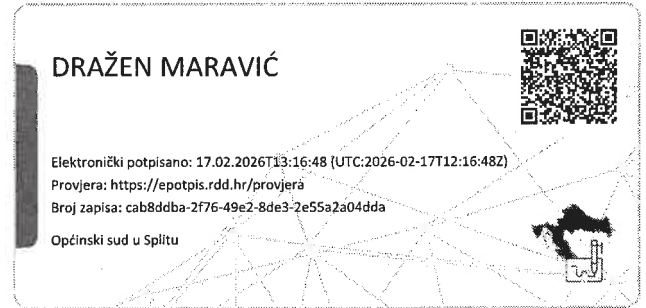 DRAŽEN MARAVIĆ
Elektronički potpisano: 17.02.2026T13:16:48 (UTC:2026-02-17T12:16:48Z)
Provjera: https://epotpis.rdd.hr/provjera
Broj zapisa: cab8ddba-2f76-49e2-8de3-2e55a2a04dda
Općinski sud u Splitu